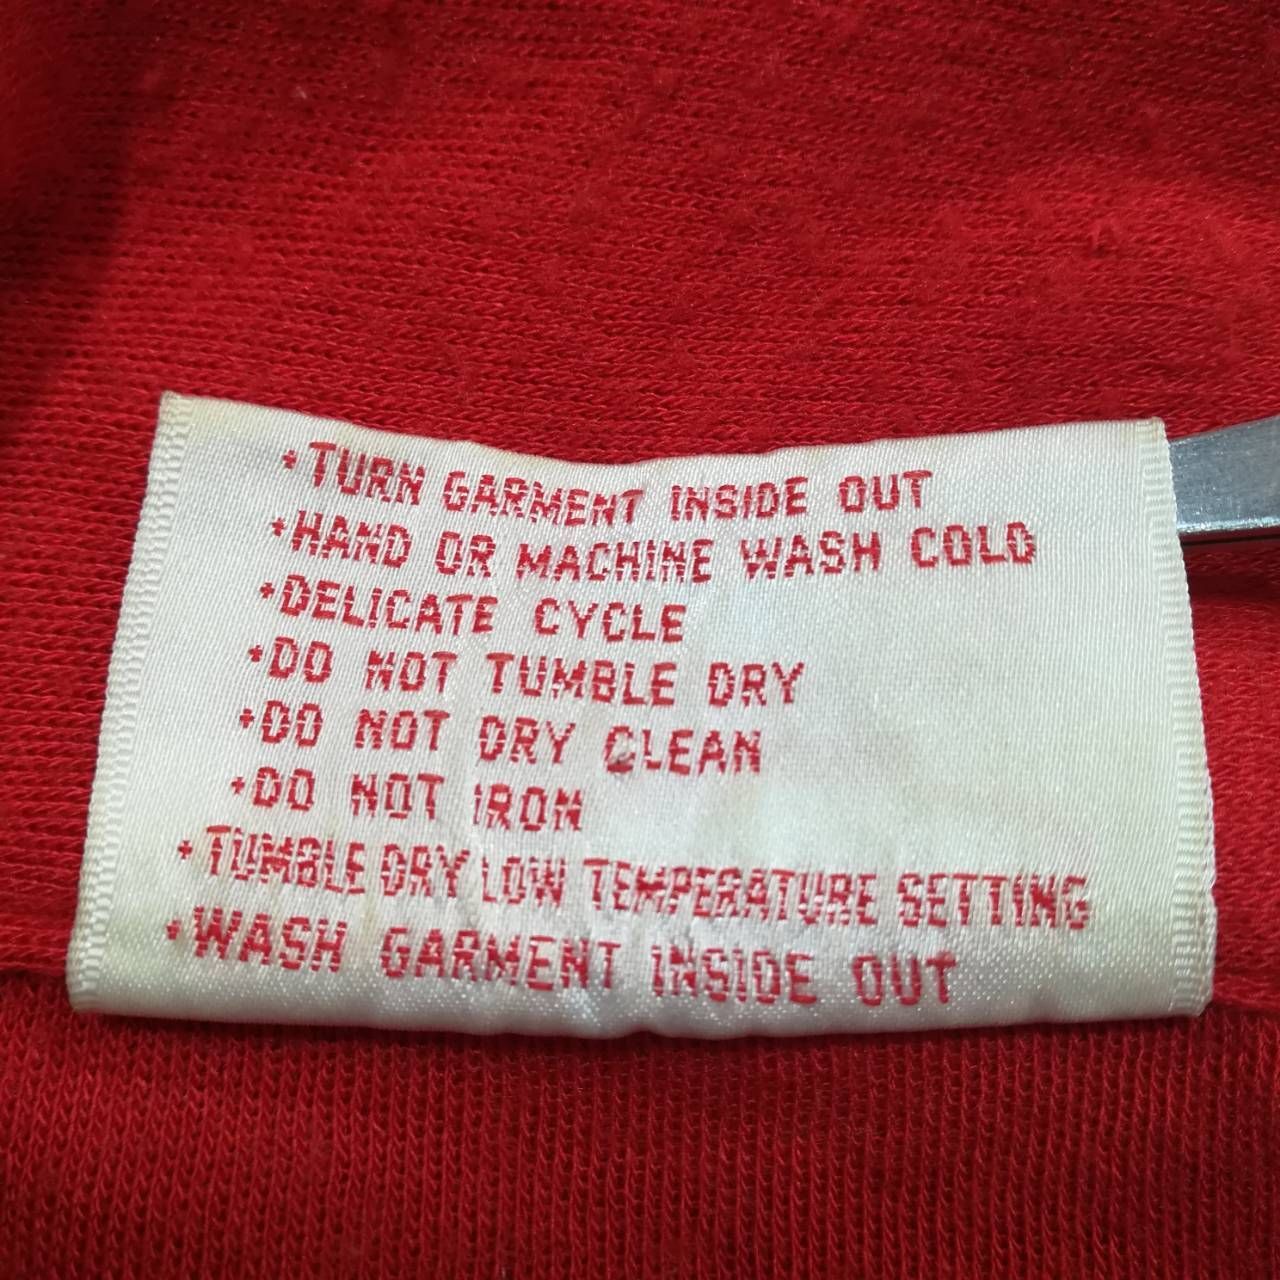 •TURN GARMENT INSIDE OUT
•HAND OR MACHINE WASH COLD
•DELICATE CYCLE
•DO NOT TUMBLE DRY
•DO NOT DRY CLEAN
•DO NOT IRON
•TUMBLE DRY LOW TEMPERATURE SETTING
•WASH GARMENT INSIDE OUT